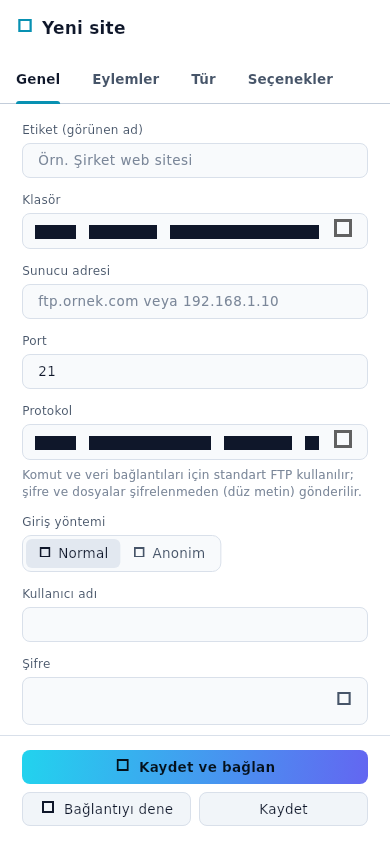 Yeni site
Genel Eylemler Tür Seçenekler
Etiket (görünen ad)
Örn. Şirket web sitesi
Klasör
Sunucu adresi
ftp.ornek.com veya 192.168.1.10
Port
21
Protokol
Komut ve veri bağlantıları için standart FTP kullanılır;
şifre ve dosyalar şifrelenmeden (düz metin) gönderilir.
Giriş yöntemi
Normal Anonim
Kullanıcı adı
Şifre
Kaydet ve bağlan
Bağlantıyı dene Kaydet